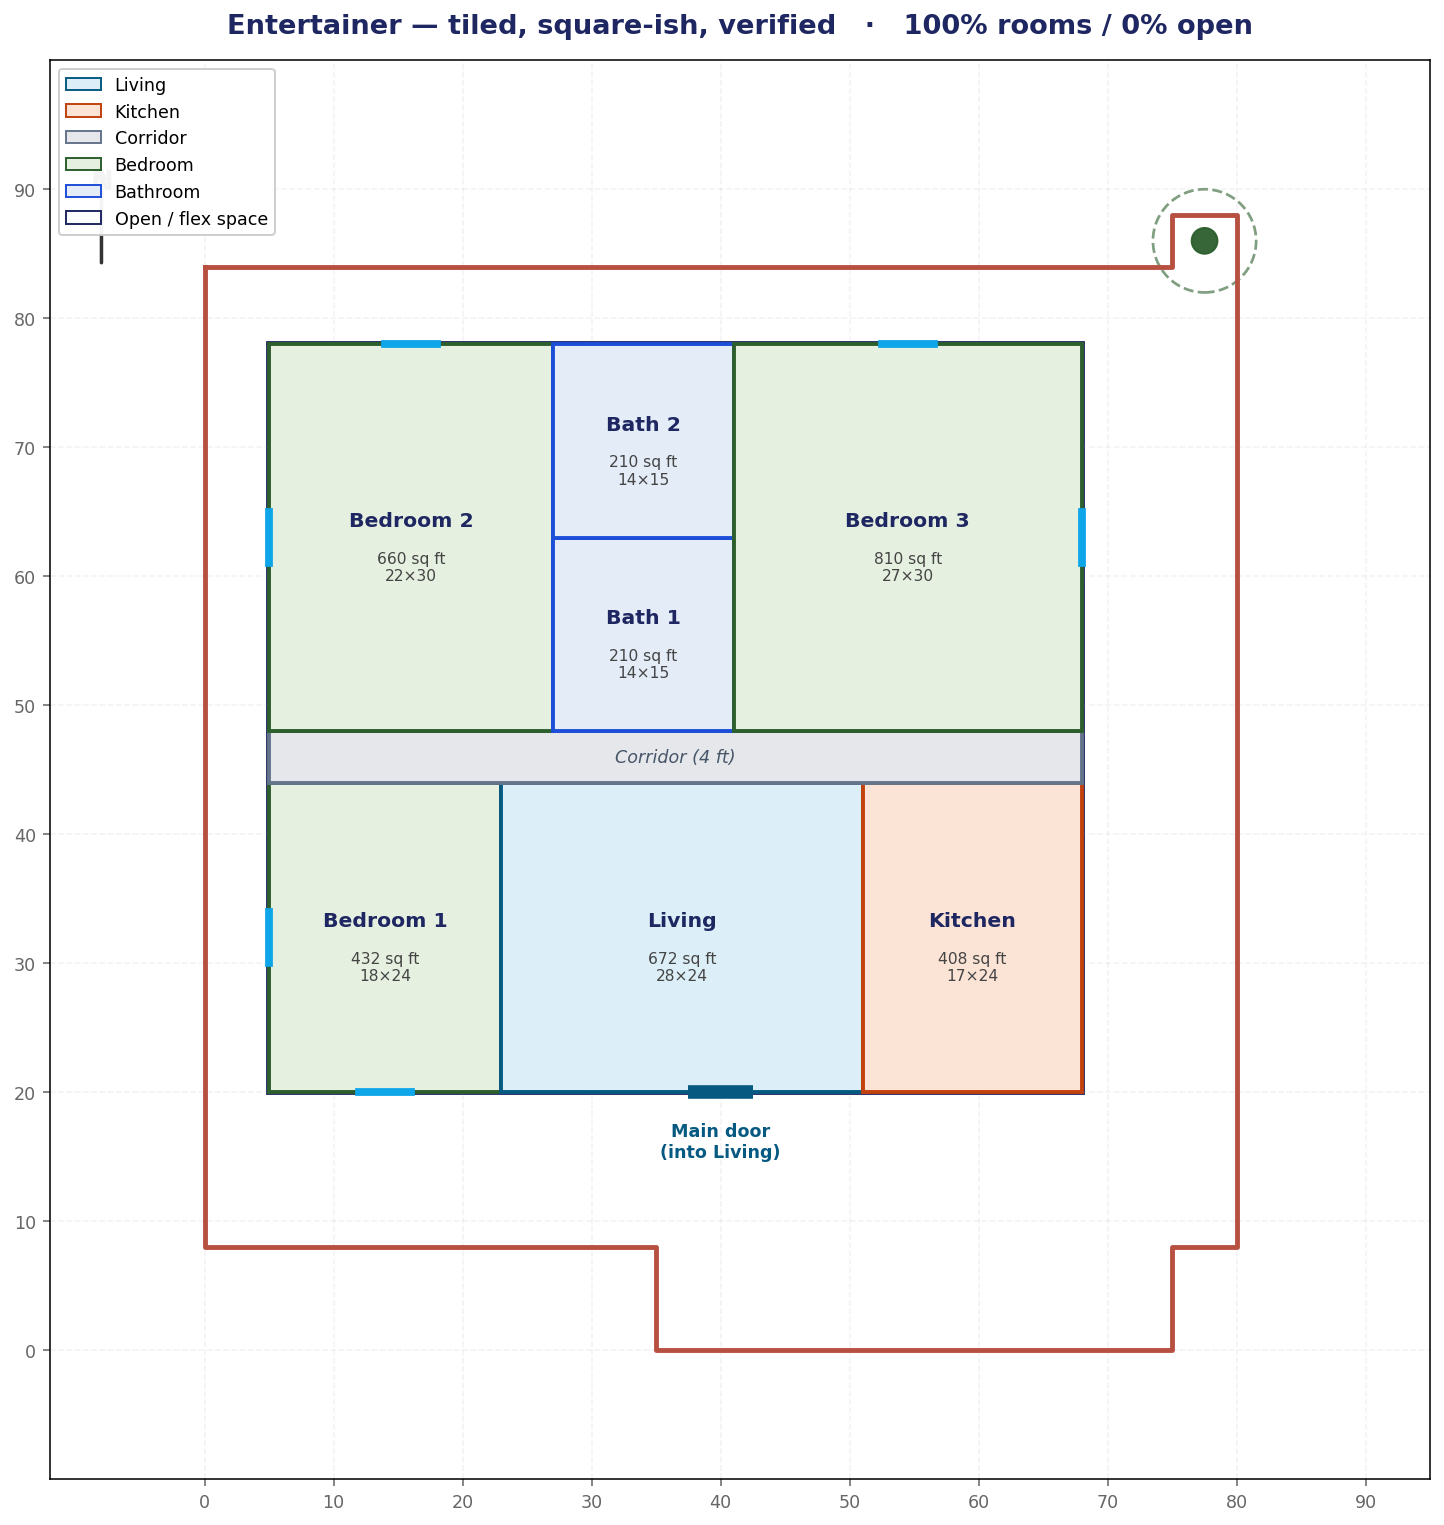 Entertainer — tiled, square-ish, verified   ·   100% rooms / 0% open
Living
Kitchen
Corridor
Bedroom
Bathroom
Open / flex space
90
80
70
60
50
40
30
20
10
0
Bath 2
210 sq ft
14×15
Bedroom 2
660 sq ft
22×30
Bedroom 3
810 sq ft
27×30
Bath 1
210 sq ft
14×15
Corridor (4 ft)
Bedroom 1
432 sq ft
18×24
Living
672 sq ft
28×24
Kitchen
408 sq ft
17×24
Main door
(into Living)
0
10
20
30
40
50
60
70
80
90